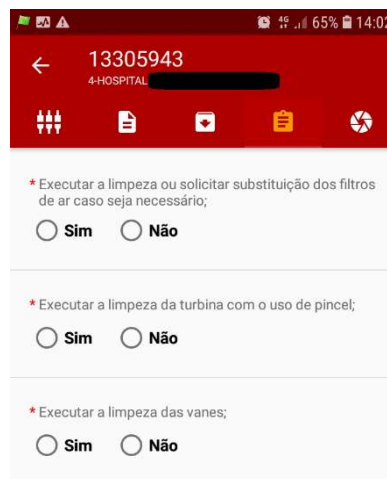 4G 65% 14:02
13305943
4-HOSPITAL
* Executar a limpeza ou solicitar substituição dos filtros
de ar caso seja necessário;
Sim Não
* Executar a limpeza da turbina com o uso de pincel;
Sim Não
* Executar a limpeza das vanes;
Sim Não